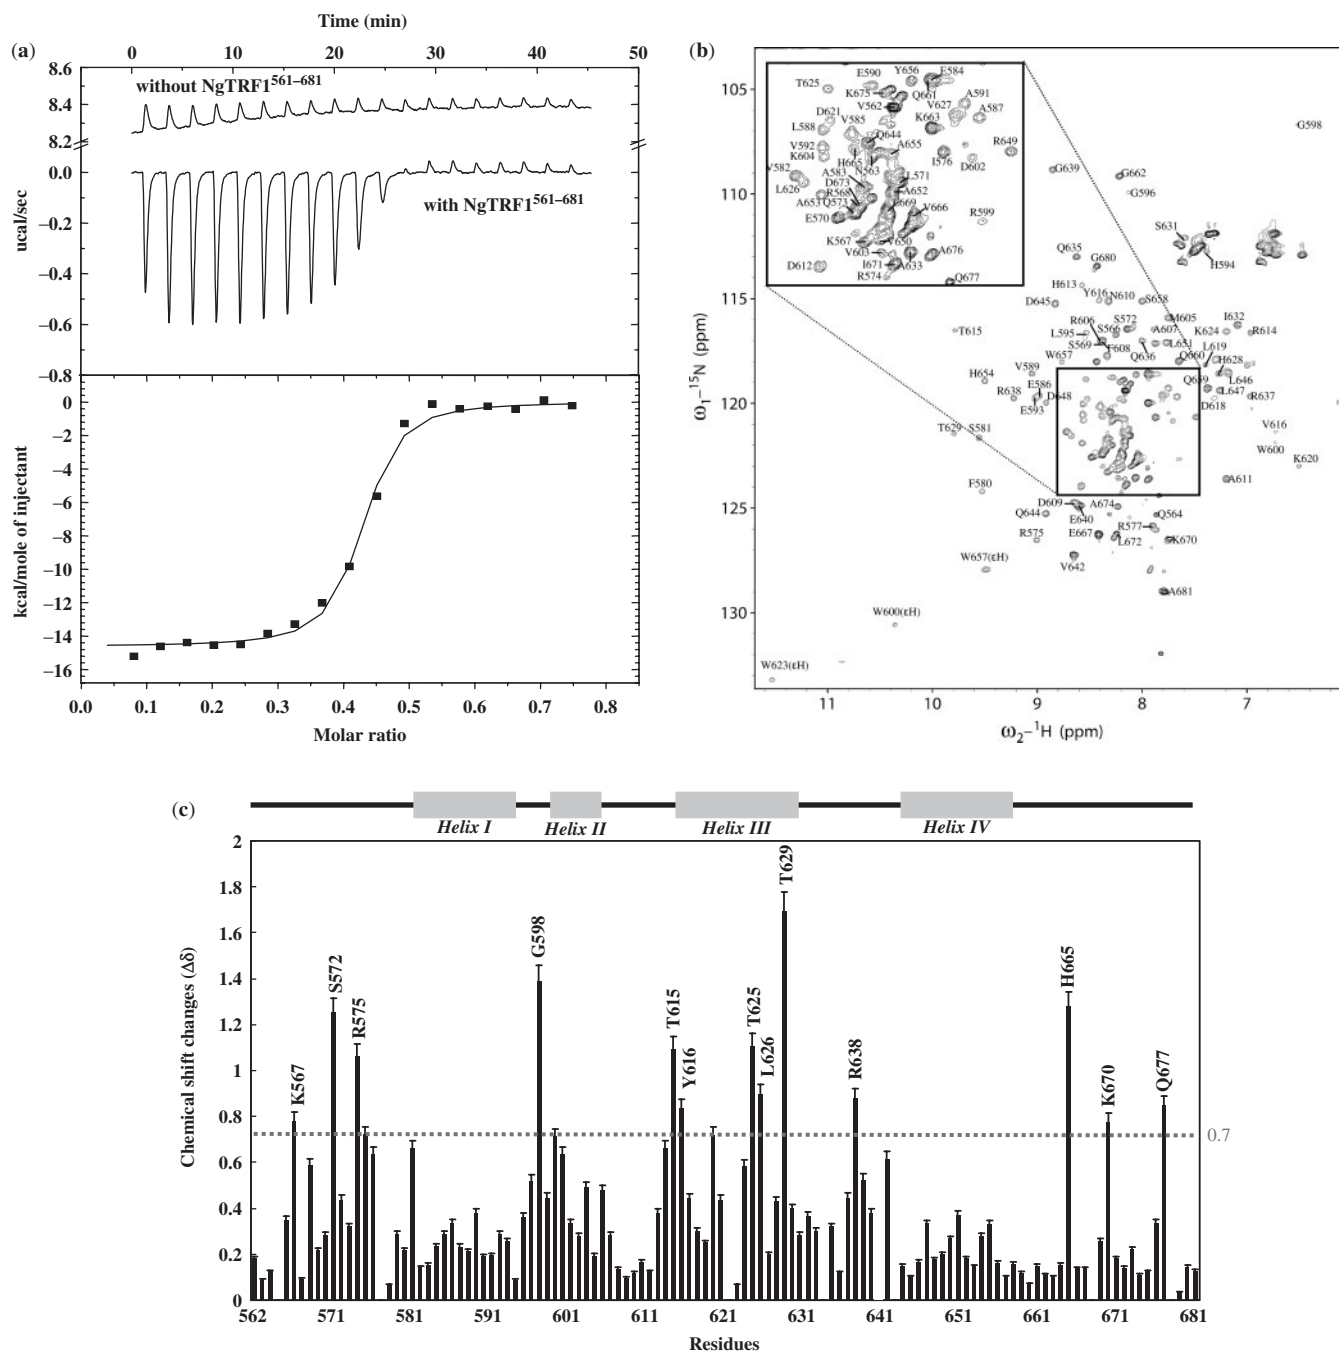 (a)
Time (min)
0 10 20 30 40 50
8.6
8.4
8.2
0.0
−0.2
−0.4
−0.6
−0.8
ucal/sec
without NgTRF1561–681
with NgTRF1561–681
0
−2
−4
−6
−8
−10
−12
−14
−16
kcal/mole of injectant
0.0 0.1 0.2 0.3 0.4 0.5 0.6 0.7 0.8
Molar ratio
(b)
105
110
115
120
125
130
ω1–15N (ppm)
11 10 9 8 7
ω2–1H (ppm)
T625
E590
Y656
E584
K675
Q661
A591
V562
V627
A587
D621
L588
V585
Q644
K663
R649
V592
K604
H665
N563
A655
I576
D602
V582
L626
A583
D673
L571
A652
A653
Q573
R568
E669
V666
R599
E570
K567
V603
V650
A676
D612
I671
A633
R574
Q677
G598
G639
G662
G596
S631
H594
Q635
G680
H613
Y616
N610
S658
D645
M605
I632
T615
R606
L595
S566
S572
A607
K624
R614
S569
F608
Q636
L651
Q660
L619
H628
W657
V589
H654
R638
E586
E593
D648
Q659
L646
L647
D618
R637
T629
S581
V616
W600
K620
F580
A611
D609
A674
Q644
E640
Q564
R575
E667
R577
L672
K670
W657(εH)
V642
A681
W600(εH)
W623(εH)
(c)
Helix I Helix II Helix III Helix IV
2
1.8
1.6
1.4
1.2
1
0.8
0.6
0.4
0.2
0
Chemical shift changes (Δδ)
K567
S572
R575
G598
T615
Y616
T625
L626
T629
R638
H665
K670
Q677
0.7
562 571 581 591 601 611 621 631 641 651 661 671 681
Residues